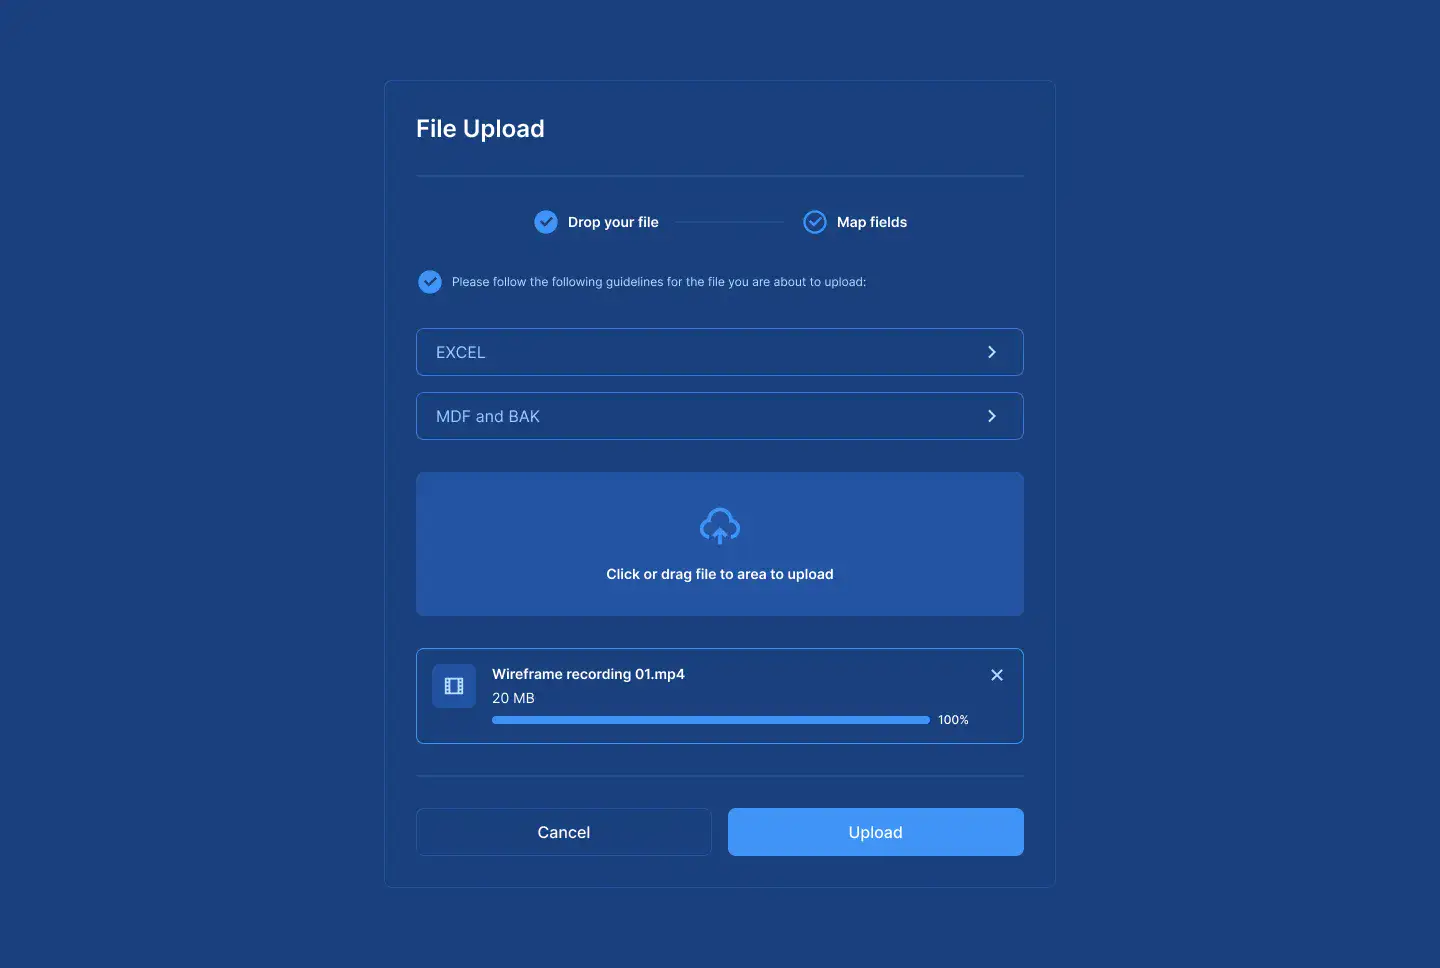 File Upload
Drop your file
Map fields
Please follow the following guidelines for the file you are about to upload:
EXCEL
MDF and BAK
Click or drag file to area to upload
Wireframe recording 01.mp4
20 MB
100%
Cancel
Upload